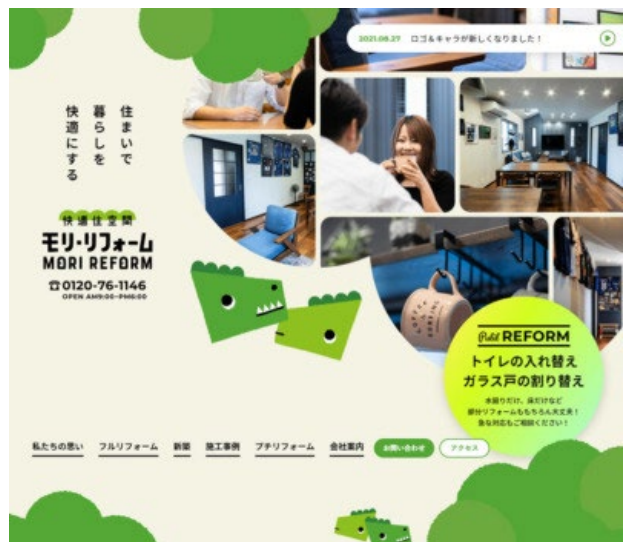 2021.08.27 ロゴ&キャラが新しくなりました！
住まいで
暮らしを
快適にする
快適住空間
モリ・リフォーム
MORI REFORM
☎0120-76-1146
OPEN AM9:00-PM6:00
Petit REFORM
トイレの入れ替え
ガラス戸の割り替え
水回りだけ、床だけなど
部分リフォームももちろん大丈夫！
急な対応もご相談ください！
私たちの思い フルリフォーム 新築 施工事例 プチリフォーム 会社案内 お問い合わせ アクセス